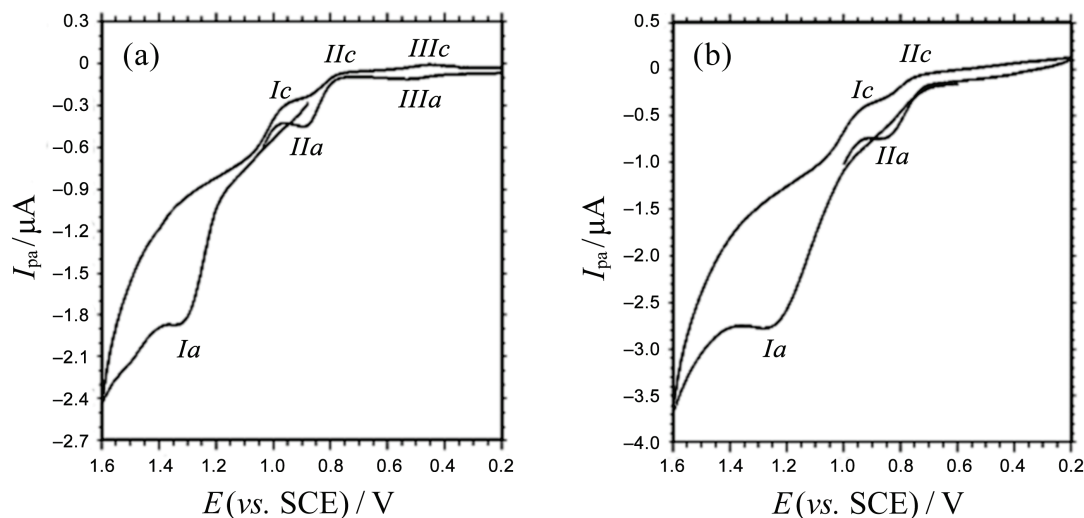 (a)
IIIc
IIc
Ic
IIIa
IIa
Ia
0.3
0
–0.3
–0.6
–0.9
–1.2
–1.5
–1.8
–2.1
–2.4
–2.7
I pa / μA
1.6 1.4 1.2 1.0 0.8 0.6 0.4 0.2
E (vs. SCE) / V
(b)
IIc
Ic
IIa
Ia
0.5
0
–0.5
–1.0
–1.5
–2.0
–2.5
–3.0
–3.5
–4.0
I pa / μA
1.6 1.4 1.2 1.0 0.8 0.6 0.4 0.2
E (vs. SCE) / V